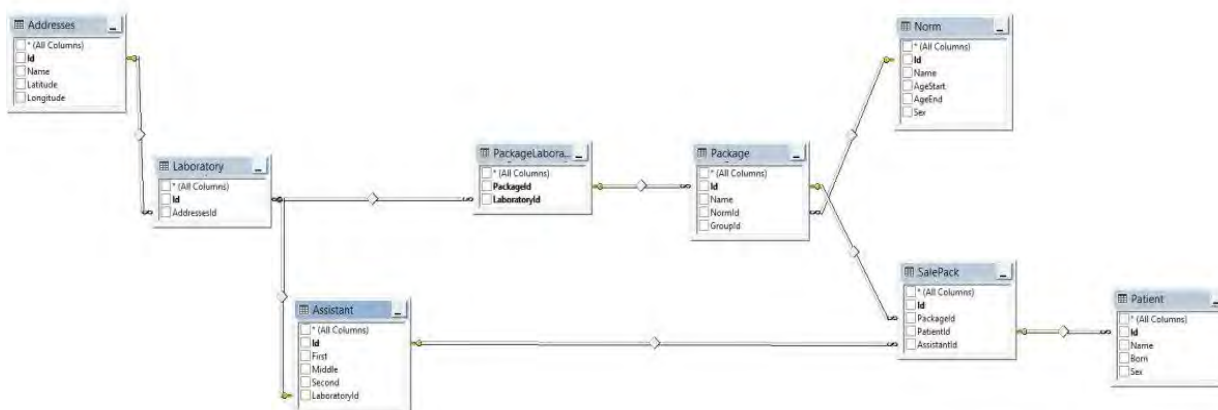 Addresses
* (All Columns)
Id
Name
Latitude
Longitude
Laboratory
* (All Columns)
Id
AddressesId
PackageLabora...
* (All Columns)
PackageId
LaboratoryId
Package
* (All Columns)
Id
Name
NormId
GroupId
Norm
* (All Columns)
Id
Name
AgeStart
AgeEnd
Sex
Assistant
* (All Columns)
Id
First
Middle
Second
LaboratoryId
SalePack
* (All Columns)
Id
PackageId
PatientId
AssistantId
Patient
* (All Columns)
Id
Name
Born
Sex